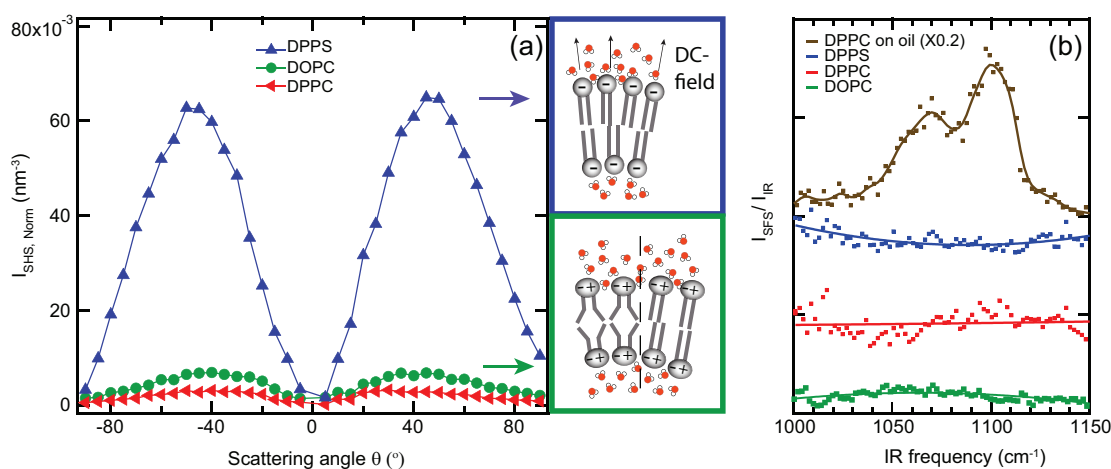 80x10⁻³
60
40
20
0
I_SHS, Norm (nm⁻³)
-80
-40
0
40
80
Scattering angle θ (°)
DPPS
DOPC
DPPC
(a)
DC-
field
(b)
DPPC on oil (X0.2)
DPPS
DPPC
DOPC
I_SFS/ I_IR
1000
1050
1100
1150
IR frequency (cm⁻¹)